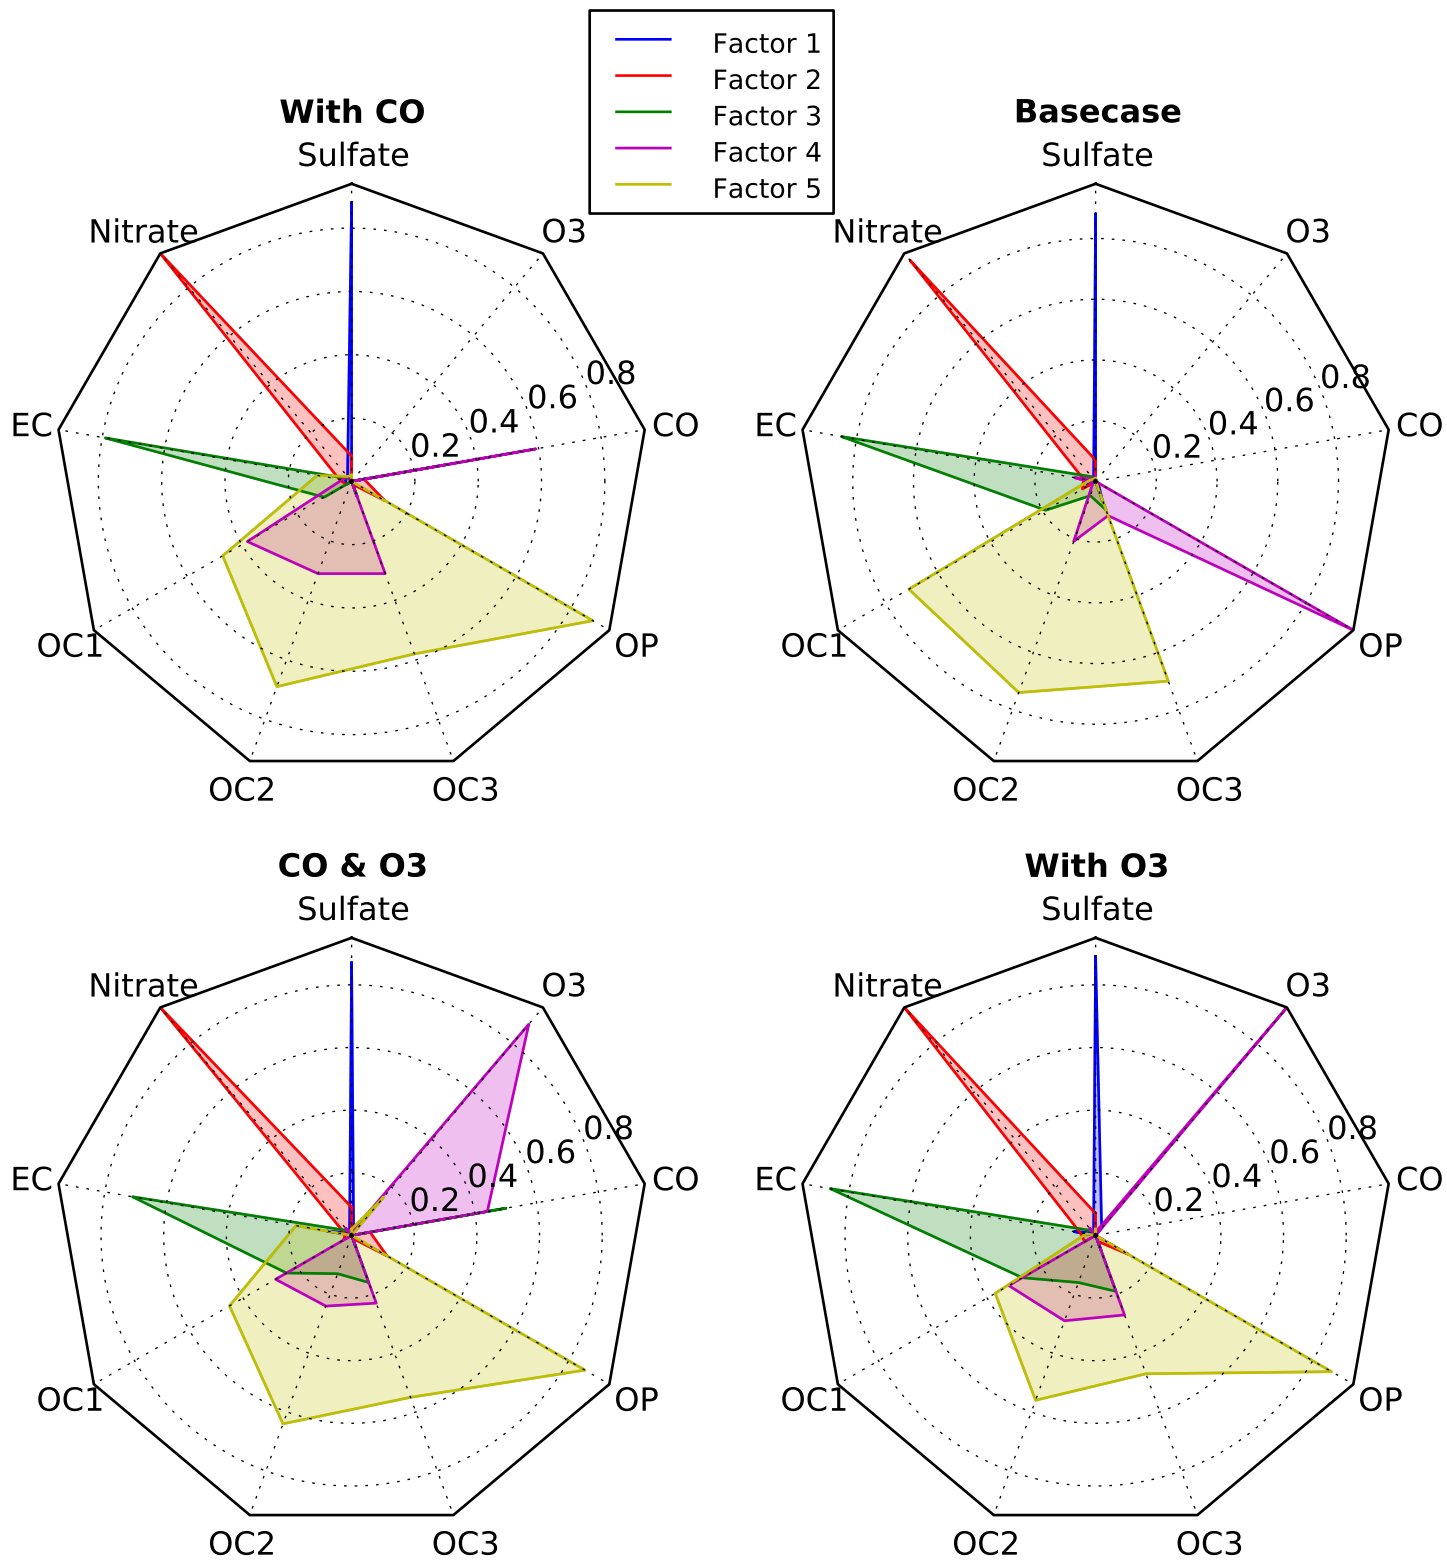 Factor 1
Factor 2
Factor 3
Factor 4
Factor 5
With CO
Sulfate
Nitrate
O3
EC
CO
0.2
0.4
0.6
0.8
OC1
OP
OC2
OC3
Basecase
Sulfate
Nitrate
O3
EC
CO
0.2
0.4
0.6
0.8
OC1
OP
OC2
OC3
CO & O3
Sulfate
Nitrate
O3
EC
CO
0.2
0.4
0.6
0.8
OC1
OP
OC2
OC3
With O3
Sulfate
Nitrate
O3
EC
CO
0.2
0.4
0.6
0.8
OC1
OP
OC2
OC3